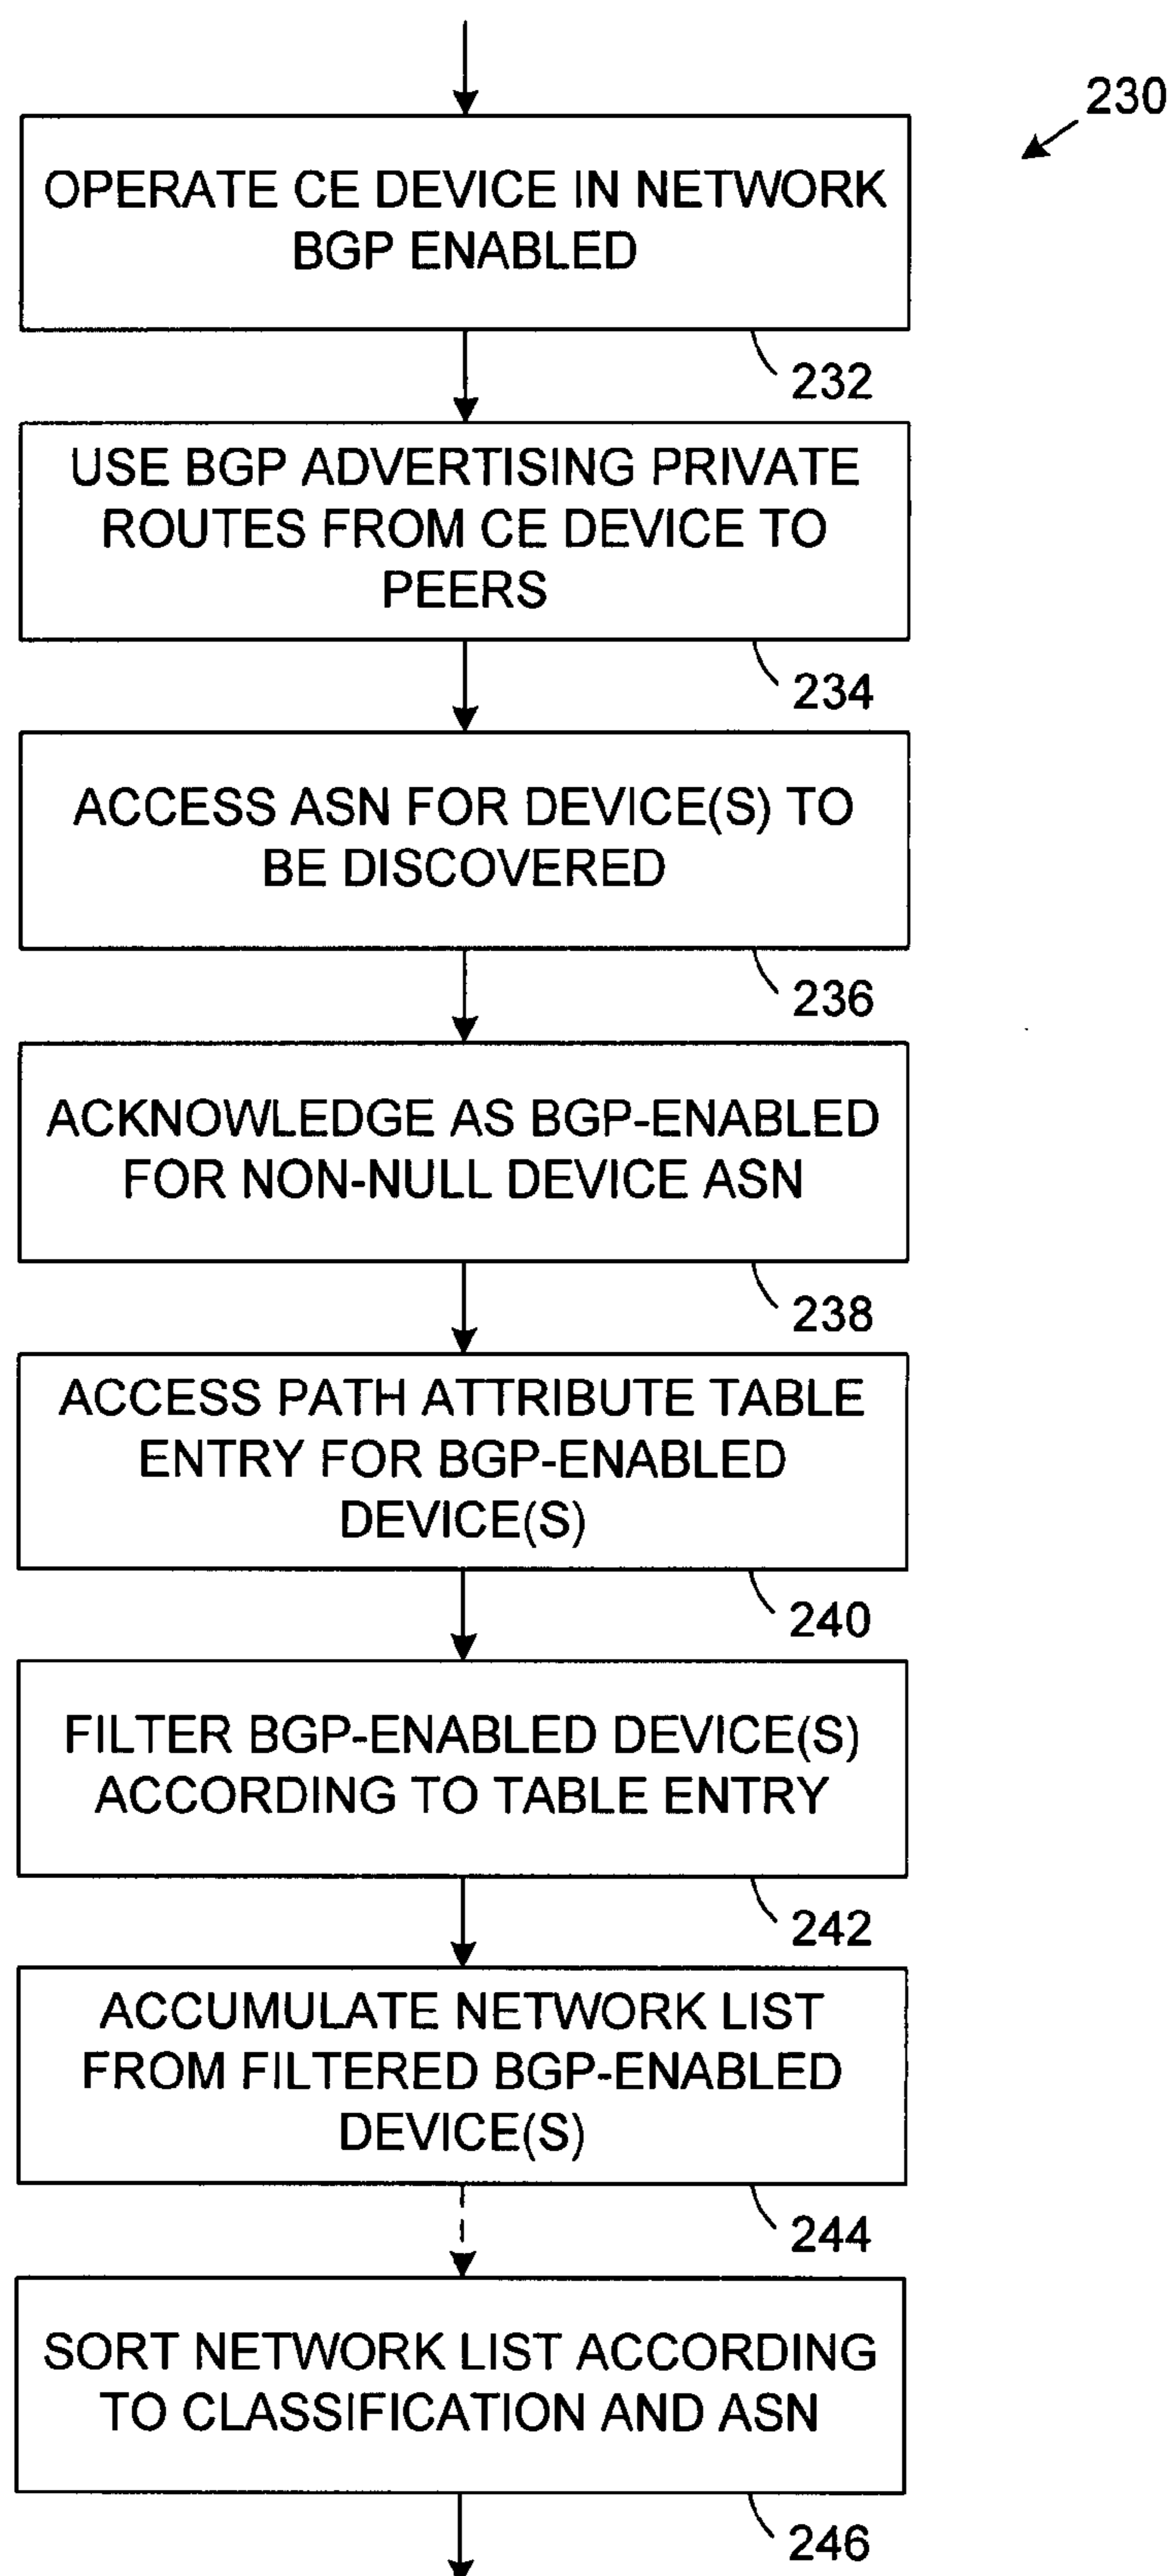 230
OPERATE CE DEVICE IN NETWORK
BGP ENABLED
232
USE BGP ADVERTISING PRIVATE
ROUTES FROM CE DEVICE TO
PEERS
234
ACCESS ASN FOR DEVICE(S) TO
BE DISCOVERED
236
ACKNOWLEDGE AS BGP-ENABLED
FOR NON-NULL DEVICE ASN
238
ACCESS PATH ATTRIBUTE TABLE
ENTRY FOR BGP-ENABLED
DEVICE(S)
240
FILTER BGP-ENABLED DEVICE(S)
ACCORDING TO TABLE ENTRY
242
ACCUMULATE NETWORK LIST
FROM FILTERED BGP-ENABLED
DEVICE(S)
244
SORT NETWORK LIST ACCORDING
TO CLASSIFICATION AND ASN
246